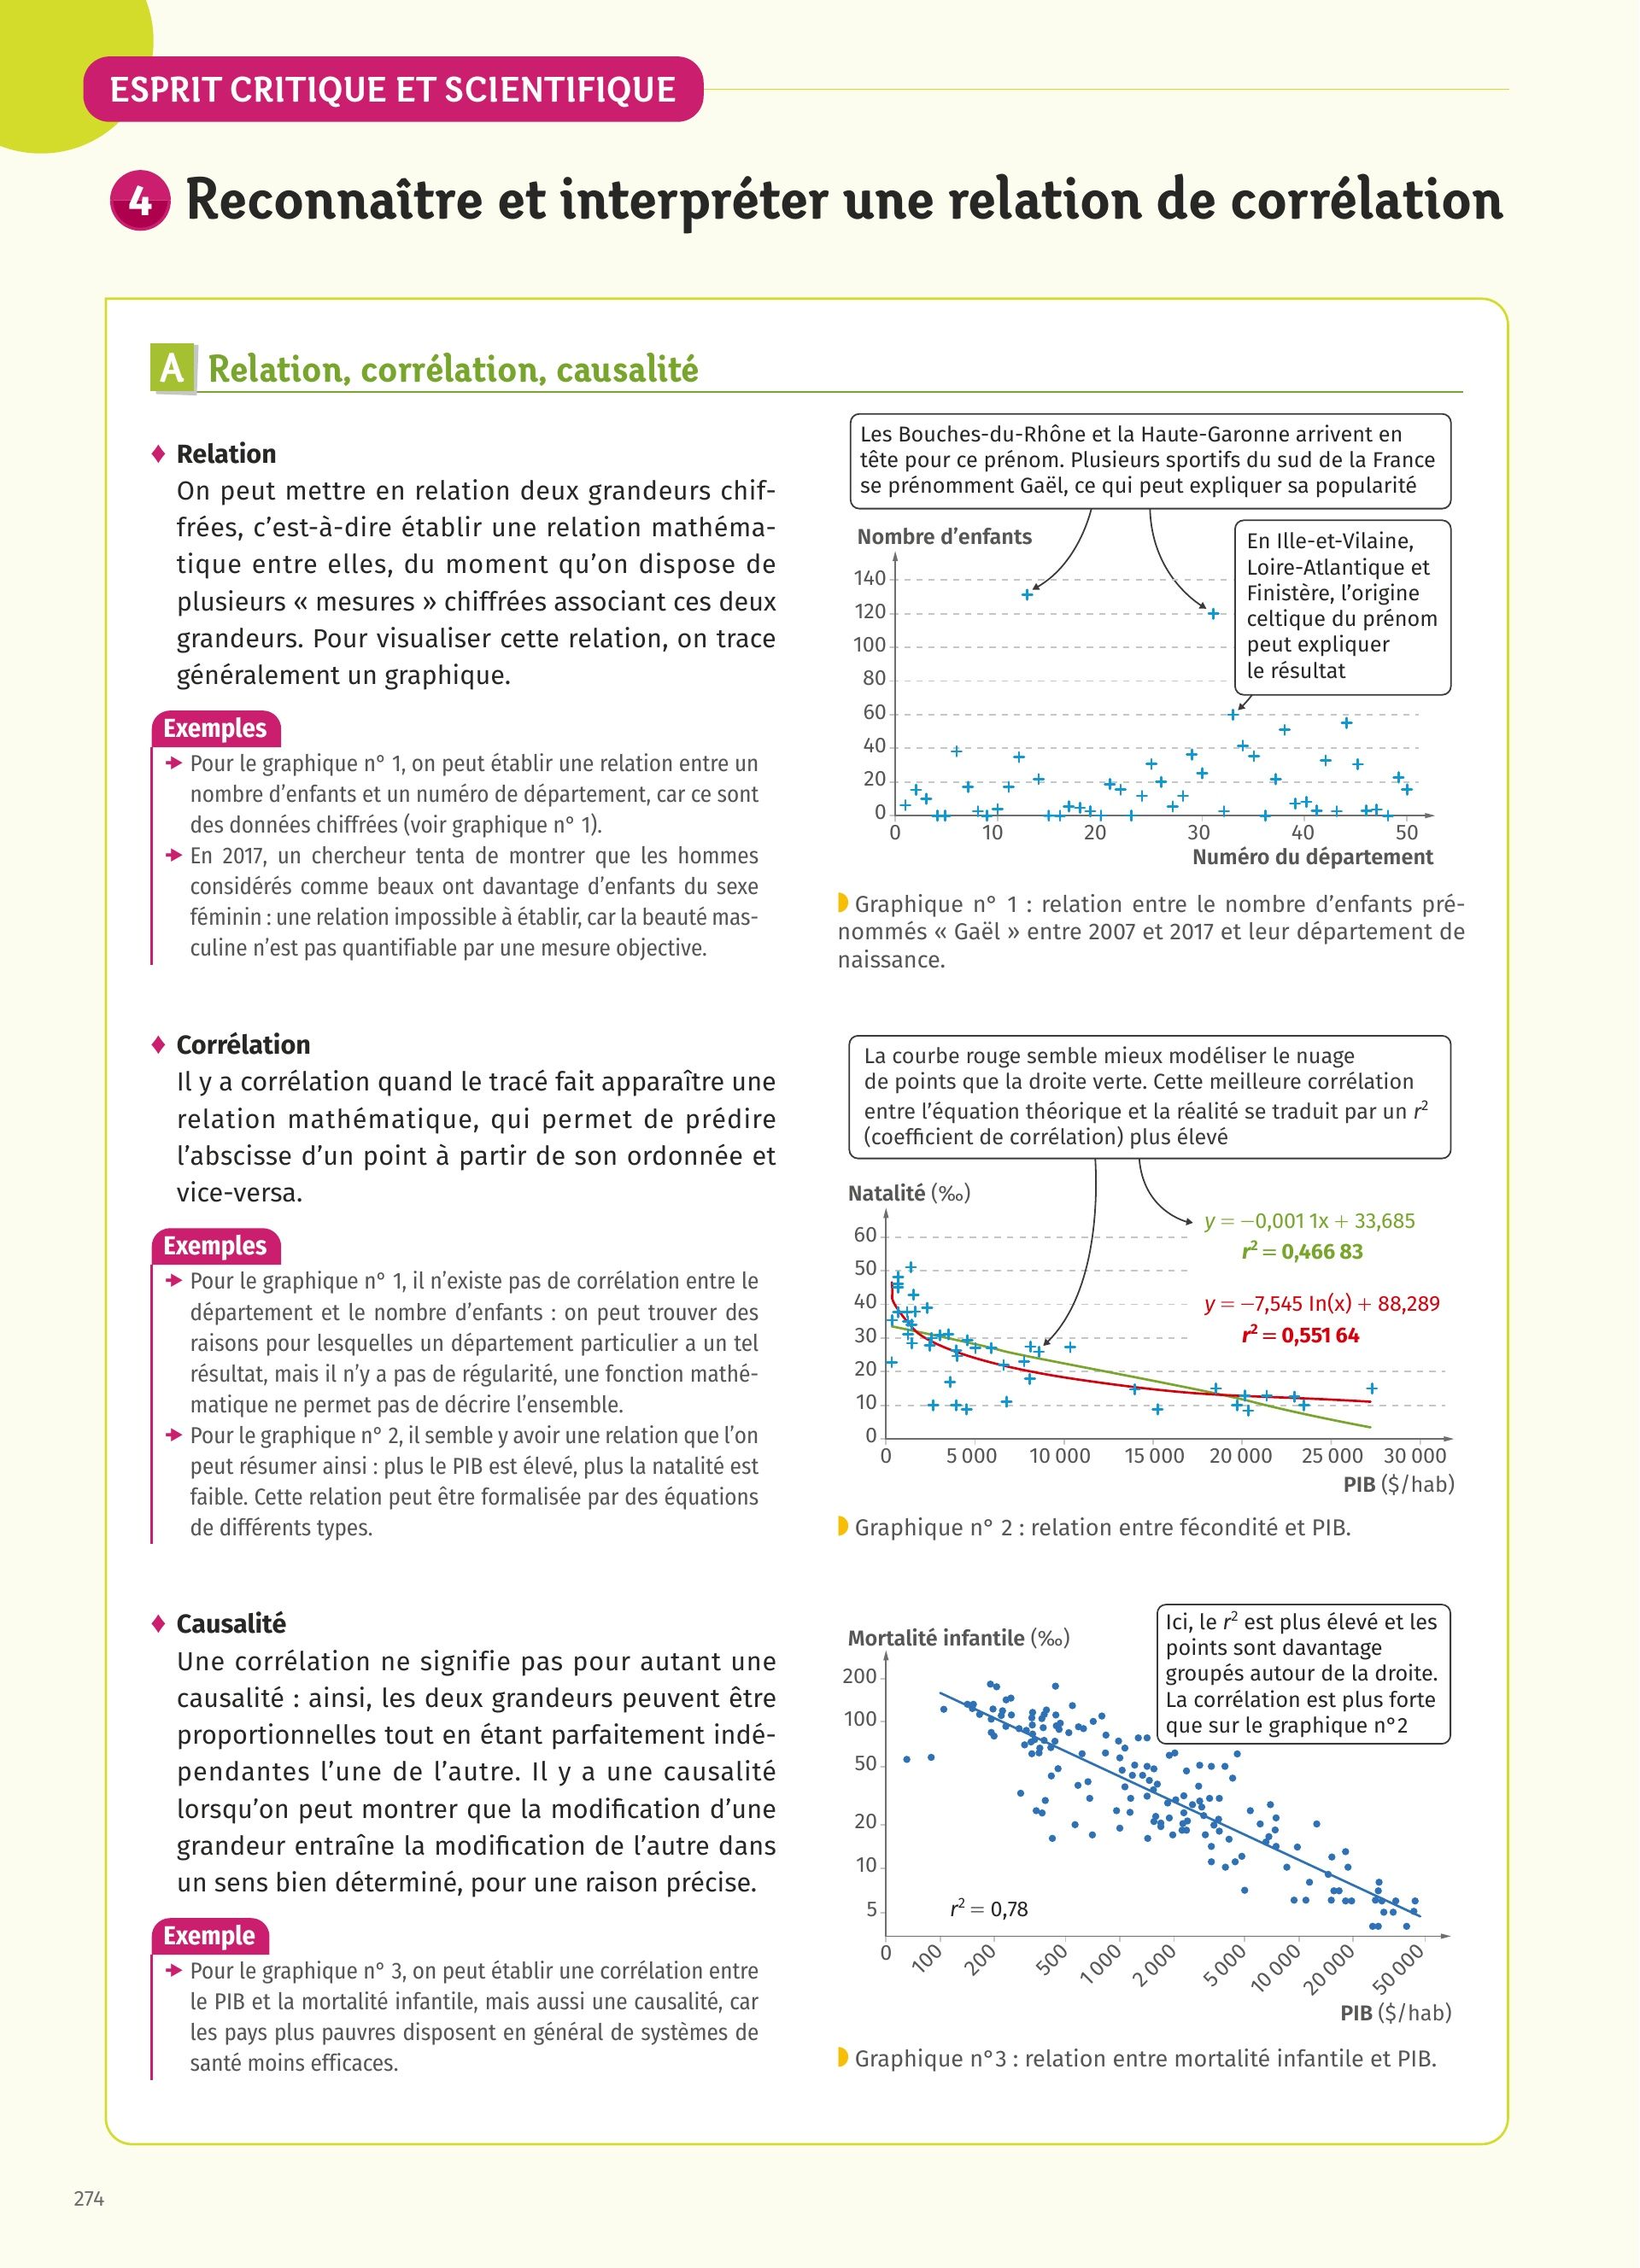 ESPRIT CRITIQUE ET SCIENTIFIQUE
4 Reconnaître et interpréter une relation de corrélation
A Relation, corrélation, causalité
♦ Relation
On peut mettre en relation deux grandeurs chif-
frées, c’est-à-dire établir une relation mathéma-
tique entre elles, du moment qu’on dispose de
plusieurs « mesures » chiffrées associant ces deux
grandeurs. Pour visualiser cette relation, on trace
généralement un graphique.
Exemples
Pour le graphique n° 1, on peut établir une relation entre un
nombre d’enfants et un numéro de département, car ce sont
des données chiffrées (voir graphique n° 1).
En 2017, un chercheur tenta de montrer que les hommes
considérés comme beaux ont davantage d’enfants du sexe
féminin : une relation impossible à établir, car la beauté mas-
culine n’est pas quantifiable par une mesure objective.
Les Bouches-du-Rhône et la Haute-Garonne arrivent en
tête pour ce prénom. Plusieurs sportifs du sud de la France
se prénomment Gaël, ce qui peut expliquer sa popularité
Nombre d’enfants
En Ille-et-Vilaine,
Loire-Atlantique et
Finistère, l’origine
celtique du prénom
peut expliquer
le résultat
140
120
100
80
60
40
20
0
0 10 20 30 40 50
Numéro du département
Graphique n° 1 : relation entre le nombre d’enfants pré-
nommés « Gaël » entre 2007 et 2017 et leur département de
naissance.
♦ Corrélation
Il y a corrélation quand le tracé fait apparaître une
relation mathématique, qui permet de prédire
l’abscisse d’un point à partir de son ordonnée et
vice-versa.
Exemples
Pour le graphique n° 1, il n’existe pas de corrélation entre le
département et le nombre d’enfants : on peut trouver des
raisons pour lesquelles un département particulier a un tel
résultat, mais il n’y a pas de régularité, une fonction mathé-
matique ne permet pas de décrire l’ensemble.
Pour le graphique n° 2, il semble y avoir une relation que l’on
peut résumer ainsi : plus le PIB est élevé, plus la natalité est
faible. Cette relation peut être formalisée par des équations
de différents types.
La courbe rouge semble mieux modéliser le nuage
de points que la droite verte. Cette meilleure corrélation
entre l’équation théorique et la réalité se traduit par un r²
(coefficient de corrélation) plus élevé
Natalité (‰)
y = −0,001 1x + 33,685
r² = 0,466 83
y = −7,545 ln(x) + 88,289
r² = 0,551 64
60
50
40
30
20
10
0
0 5 000 10 000 15 000 20 000 25 000 30 000
PIB ($/hab)
Graphique n° 2 : relation entre fécondité et PIB.
♦ Causalité
Une corrélation ne signifie pas pour autant une
causalité : ainsi, les deux grandeurs peuvent être
proportionnelles tout en étant parfaitement indé-
pendantes l’une de l’autre. Il y a une causalité
lorsqu’on peut montrer que la modification d’une
grandeur entraîne la modification de l’autre dans
un sens bien déterminé, pour une raison précise.
Exemple
Pour le graphique n° 3, on peut établir une corrélation entre
le PIB et la mortalité infantile, mais aussi une causalité, car
les pays plus pauvres disposent en général de systèmes de
santé moins efficaces.
Mortalité infantile (‰)
Ici, le r² est plus élevé et les
points sont davantage
groupés autour de la droite.
La corrélation est plus forte
que sur le graphique n°2
200
100
50
20
10
5
r² = 0,78
0 100 200 500 1 000 2 000 5 000 10 000 20 000 50 000
PIB ($/hab)
Graphique n°3 : relation entre mortalité infantile et PIB.
274